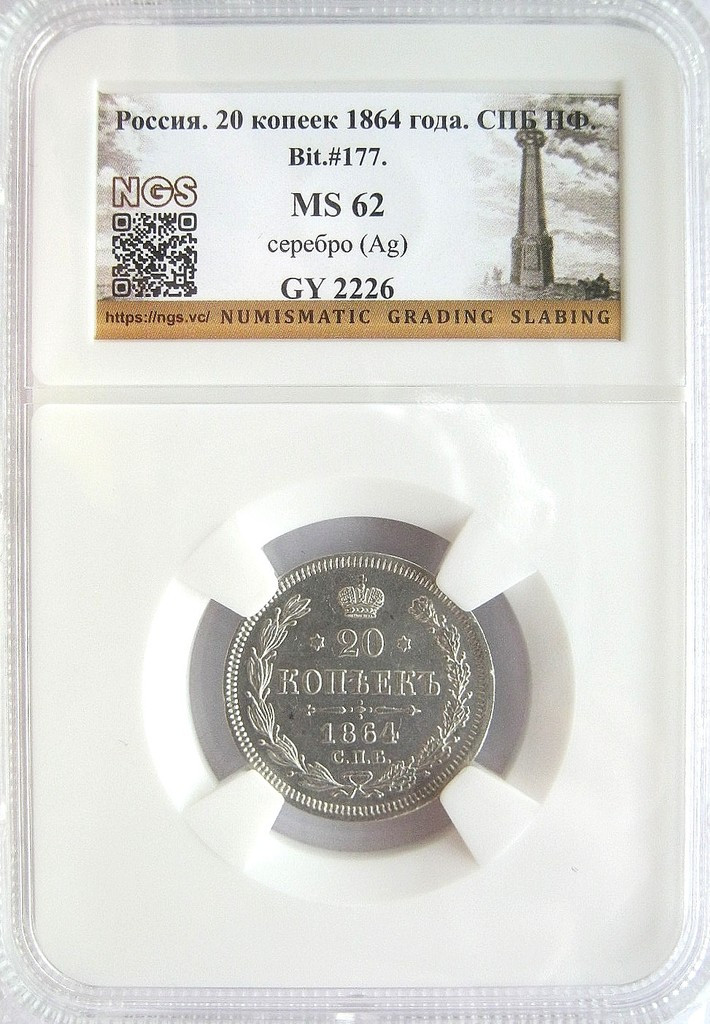 Россия. 20 копеек 1864 года. СПБ НФ.
Bit.#177.
NGS
MS 62
серебро (Ag)
GY 2226
https://ngs.vc/ NUMISMATIC GRADING SLABING
20
КОПѢЕКЪ
1864
С.П.Б.